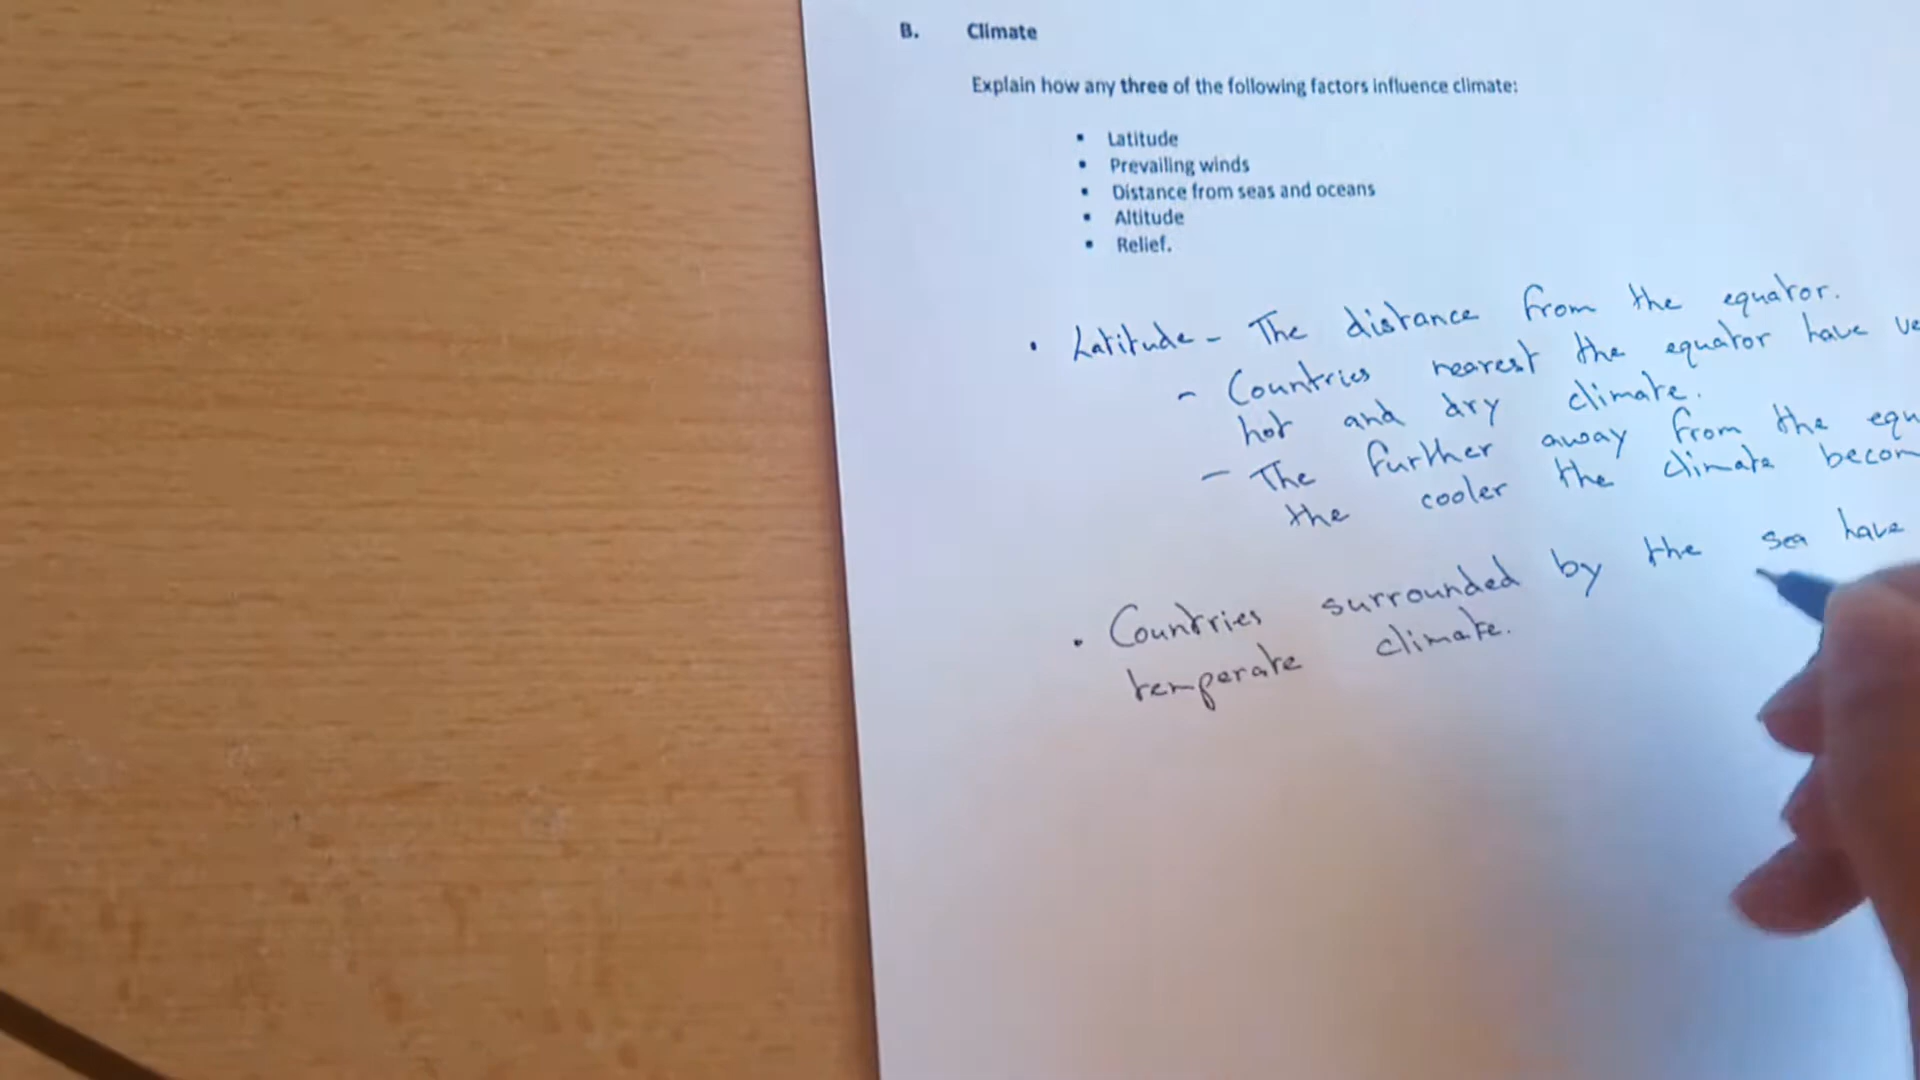 B. Climate
Explain how any three of the following factors influence climate:
▪ Latitude
▪ Prevailing winds
▪ Distance from seas and oceans
▪ Altitude
▪ Relief.
• Latitude - The distance from the equator.
- Countries nearest the equator have
hot and dry climate.
- The further away from the
the cooler the climate
• Countries surrounded by the sea have
temperate climate.